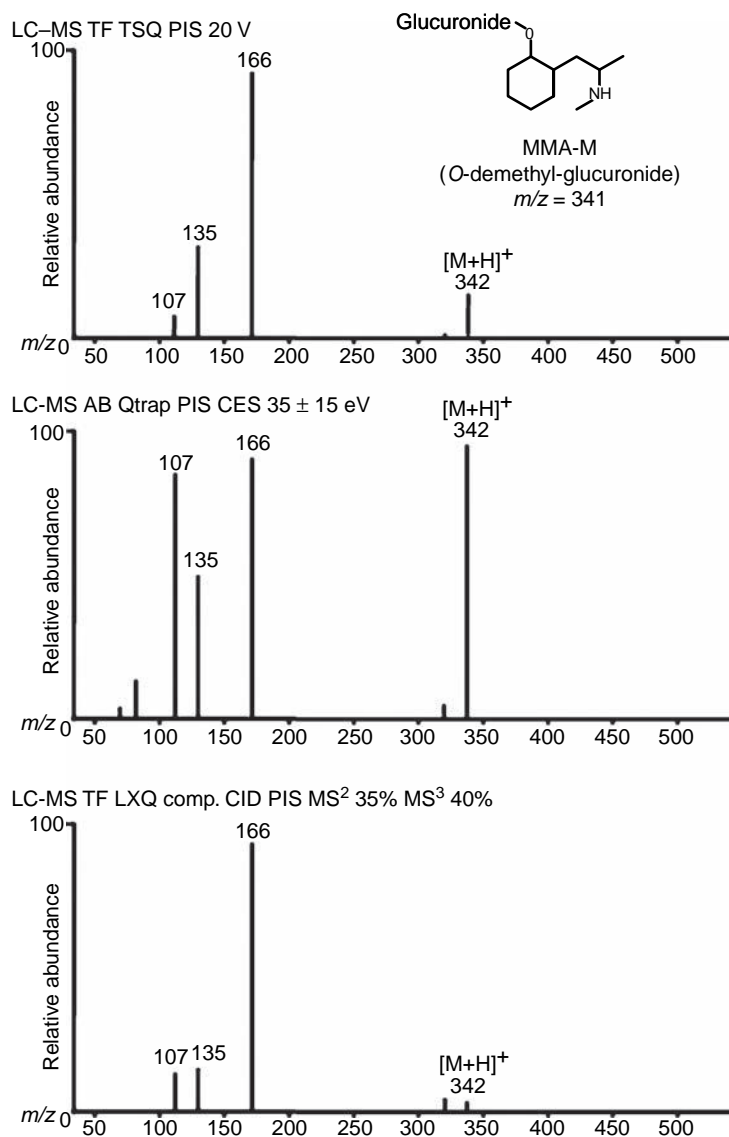 LC–MS TF TSQ PIS 20 V
100
Relative abundance
166
135
107
[M+H]+
342
Glucuronide
O
NH
MMA-M
(O-demethyl-glucuronide)
m/z = 341
m/z 0
50 100 150 200 250 300 350 400 450 500
LC-MS AB Qtrap PIS CES 35 ± 15 eV
100
Relative abundance
107
135
166
[M+H]+
342
m/z 0
50 100 150 200 250 300 350 400 450 500
LC-MS TF LXQ comp. CID PIS MS2 35% MS3 40%
100
Relative abundance
166
107 135
[M+H]+
342
m/z 0
50 100 150 200 250 300 350 400 450 500